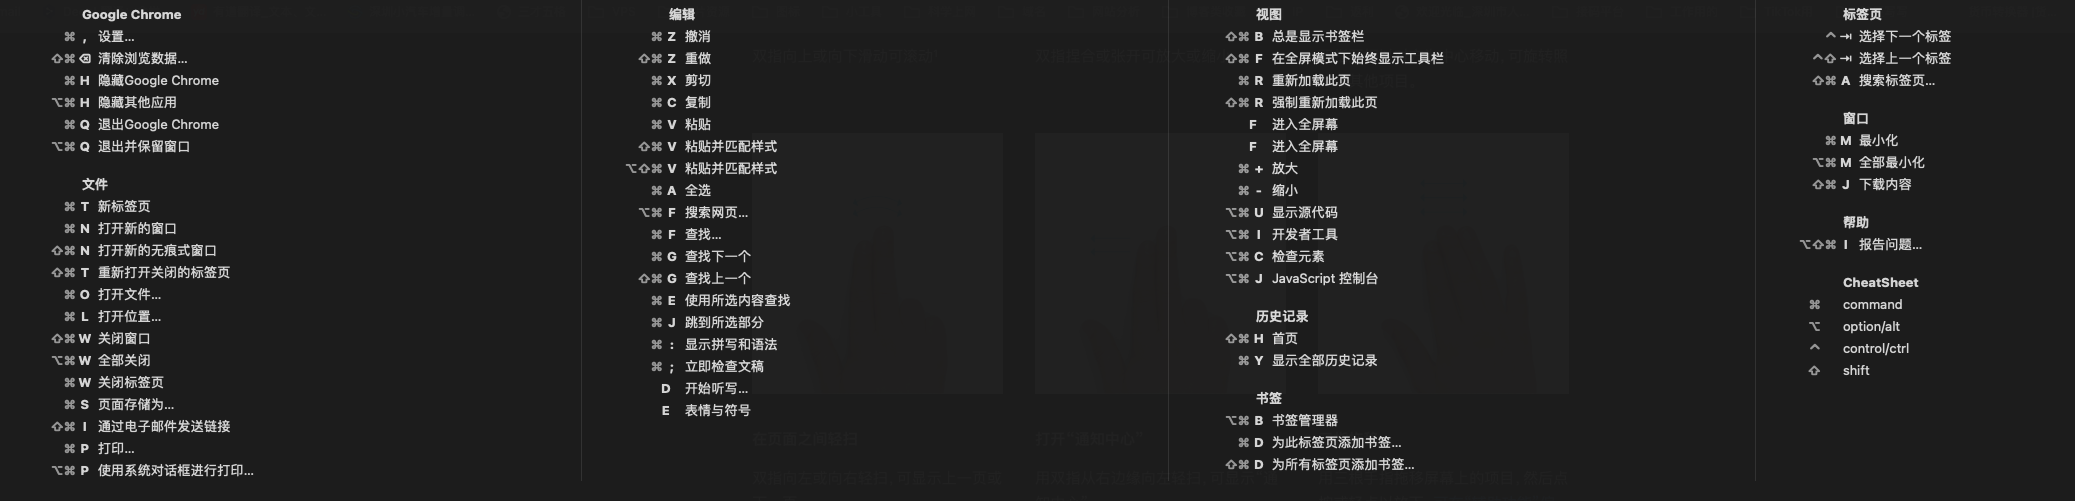 Google Chrome
⌘ , 设置...
⇧⌘ ⌫ 清除浏览数据...
⌘ H 隐藏Google Chrome
⌥⌘ H 隐藏其他应用
⌘ Q 退出Google Chrome
⌥⌘ Q 退出并保留窗口
文件
⌘ T 新标签页
⌘ N 打开新的窗口
⇧⌘ N 打开新的无痕式窗口
⇧⌘ T 重新打开关闭的标签页
⌘ O 打开文件...
⌘ L 打开位置...
⇧⌘ W 关闭窗口
⌥⌘ W 全部关闭
⌘ W 关闭标签页
⌘ S 页面存储为...
⇧⌘ I 通过电子邮件发送链接
⌘ P 打印...
⌥⌘ P 使用系统对话框进行打印...
编辑
⌘ Z 撤消
⇧⌘ Z 重做
⌘ X 剪切
⌘ C 复制
⌘ V 粘贴
⇧⌘ V 粘贴并匹配样式
⌥⇧⌘ V 粘贴并匹配样式
⌘ A 全选
⌥⌘ F 搜索网页...
⌘ F 查找...
⌘ G 查找下一个
⇧⌘ G 查找上一个
⌘ E 使用所选内容查找
⌘ J 跳到所选部分
⌘ : 显示拼写和语法
⌘ ; 立即检查文稿
D 开始听写...
E 表情与符号
视图
⇧⌘ B 总是显示书签栏
⇧⌘ F 在全屏模式下始终显示工具栏
⌘ R 重新加载此页
⇧⌘ R 强制重新加载此页
F 进入全屏幕
F 进入全屏幕
⌘ + 放大
⌘ - 缩小
⌥⌘ U 显示源代码
⌥⌘ I 开发者工具
⌥⌘ C 检查元素
⌥⌘ J JavaScript 控制台
历史记录
⇧⌘ H 首页
⌘ Y 显示全部历史记录
书签
⌥⌘ B 书签管理器
⌘ D 为此标签页添加书签...
⇧⌘ D 为所有标签页添加书签...
标签页
⌃ ⇥ 选择下一个标签
⌃⇧ ⇥ 选择上一个标签
⇧⌘ A 搜索标签页...
窗口
⌘ M 最小化
⌥⌘ M 全部最小化
⇧⌘ J 下载内容
帮助
⌥⇧⌘ I 报告问题...
CheatSheet
⌘ command
⌥ option/alt
⌃ control/ctrl
⇧ shift